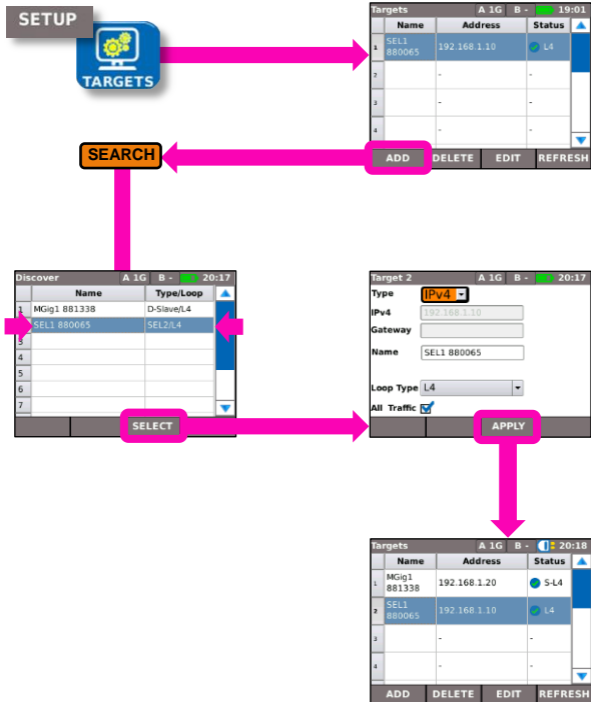 SETUP
TARGETS
Targets A 1G B - 19:01
Name Address Status
1 SEL1 880065 192.168.1.10 L4
2 - -
3 - -
4 - -
ADD DELETE EDIT REFRESH
SEARCH
Discover A 1G B - 20:17
Name Type/Loop
1 MGig1 881338 D-Slave/L4
SEL1 880065 SEL2/L4
3
4
5
6
7
SELECT
Target 2 A 1G B - 20:17
Type IPv4
IPv4 192.168.1.10
Gateway
Name SEL1 880065
Loop Type L4
All Traffic
APPLY
Targets A 1G B - 20:18
Name Address Status
1 MGig1 881338 192.168.1.20 S-L4
2 SEL1 880065 192.168.1.10 L4
3 - -
4 - -
ADD DELETE EDIT REFRESH